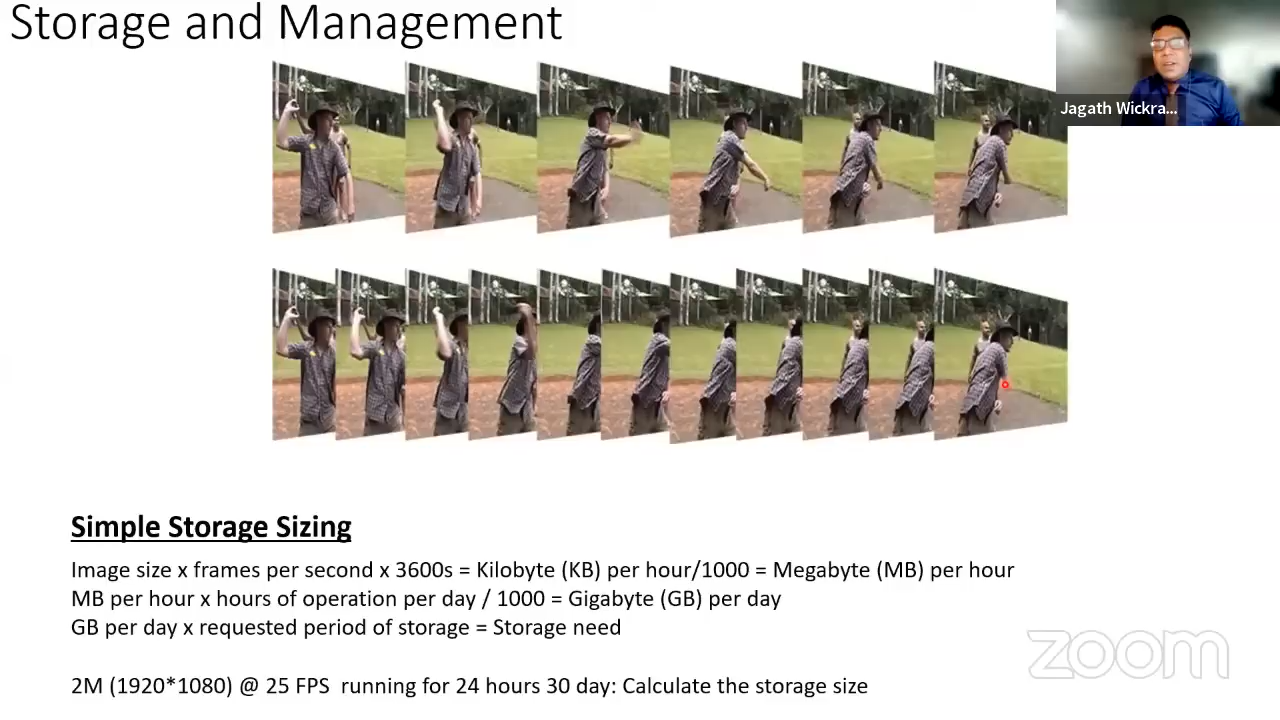 Storage and Management
Jagath Wickra...
Simple Storage Sizing
Image size x frames per second x 3600s = Kilobyte (KB) per hour/1000 = Megabyte (MB) per hour
MB per hour x hours of operation per day / 1000 = Gigabyte (GB) per day
GB per day x requested period of storage = Storage need
2M (1920*1080) @ 25 FPS  running for 24 hours 30 day: Calculate the storage size
zoom